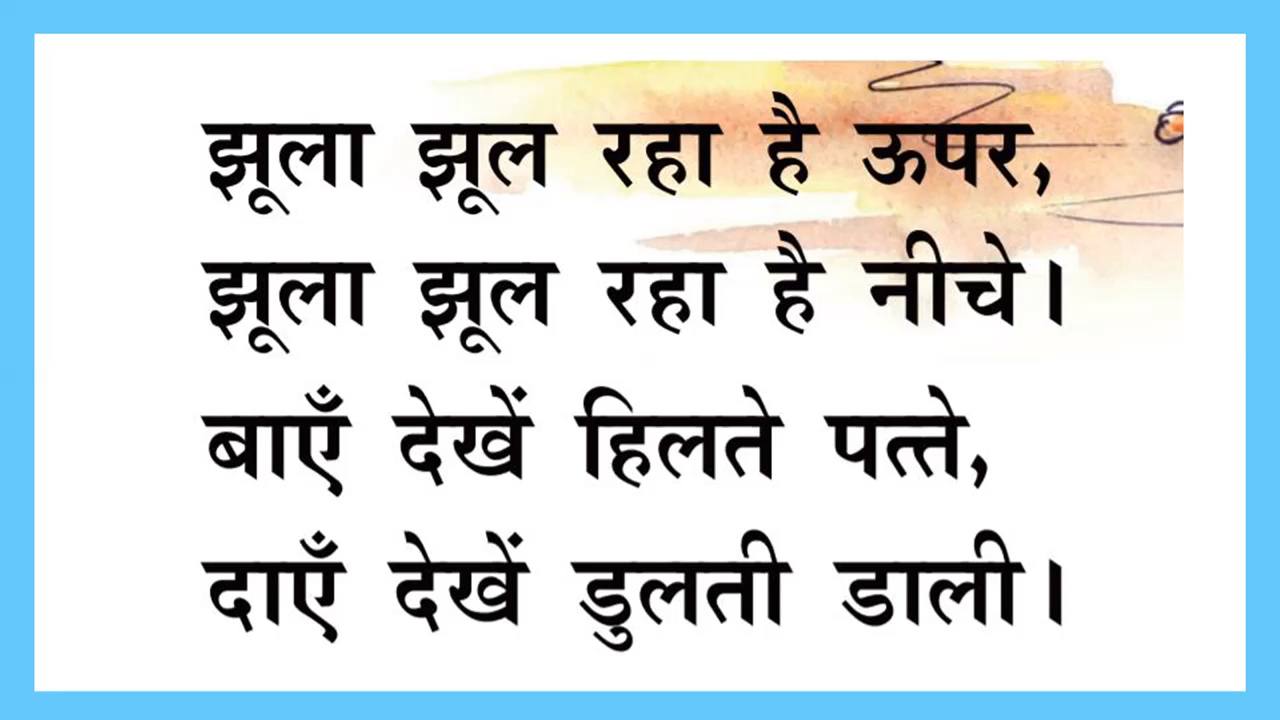 झूला झूल रहा है ऊपर,
झूला झूल रहा है नीचे।
बाएँ देखें हिलते पत्ते,
दाएँ देखें डुलती डाली।